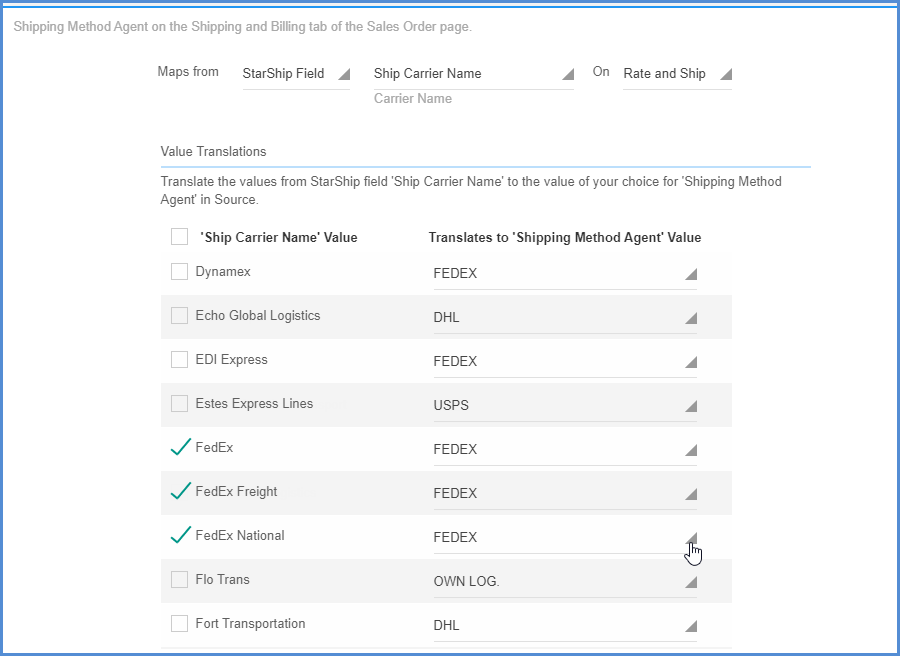 Shipping Method Agent on the Shipping and Billing tab of the Sales Order page.
Maps from StarShip Field Ship Carrier Name On Rate and Ship
Carrier Name
Value Translations
Translate the values from StarShip field 'Ship Carrier Name' to the value of your choice for 'Shipping Method
Agent' in Source.
'Ship Carrier Name' Value Translates to 'Shipping Method Agent' Value
Dynamex FEDEX
Echo Global Logistics DHL
EDI Express FEDEX
Estes Express Lines USPS
FedEx FEDEX
FedEx Freight FEDEX
FedEx National FEDEX
Flo Trans OWN LOG.
Fort Transportation DHL